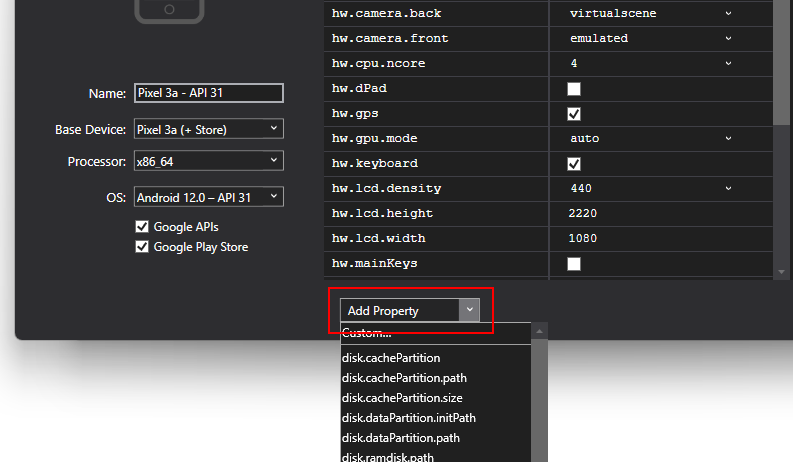 Name: Pixel 3a - API 31
Base Device: Pixel 3a (+ Store)
Processor: x86_64
OS: Android 12.0 – API 31
Google APIs
Google Play Store
hw.camera.back virtualscene
hw.camera.front emulated
hw.cpu.ncore 4
hw.dPad
hw.gps
hw.gpu.mode auto
hw.keyboard
hw.lcd.density 440
hw.lcd.height 2220
hw.lcd.width 1080
hw.mainKeys
Add Property
Custom...
disk.cachePartition
disk.cachePartition.path
disk.cachePartition.size
disk.dataPartition.initPath
disk.dataPartition.path
disk.ramdisk.path